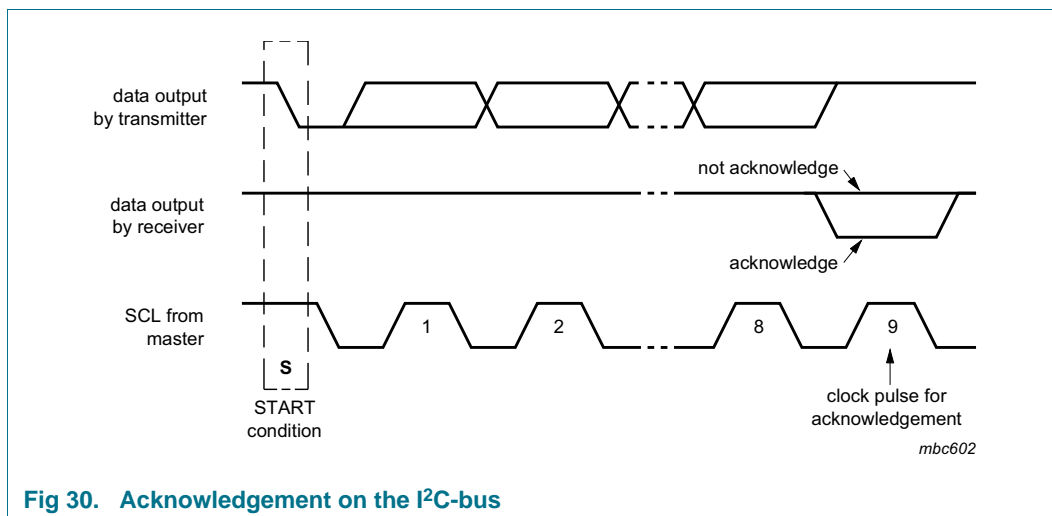 data output
by transmitter
not acknowledge
data output
by receiver
acknowledge
SCL from
master
1
2
8
9
S
START
condition
clock pulse for
acknowledgement
mbc602
Fig 30. Acknowledgement on the I²C-bus